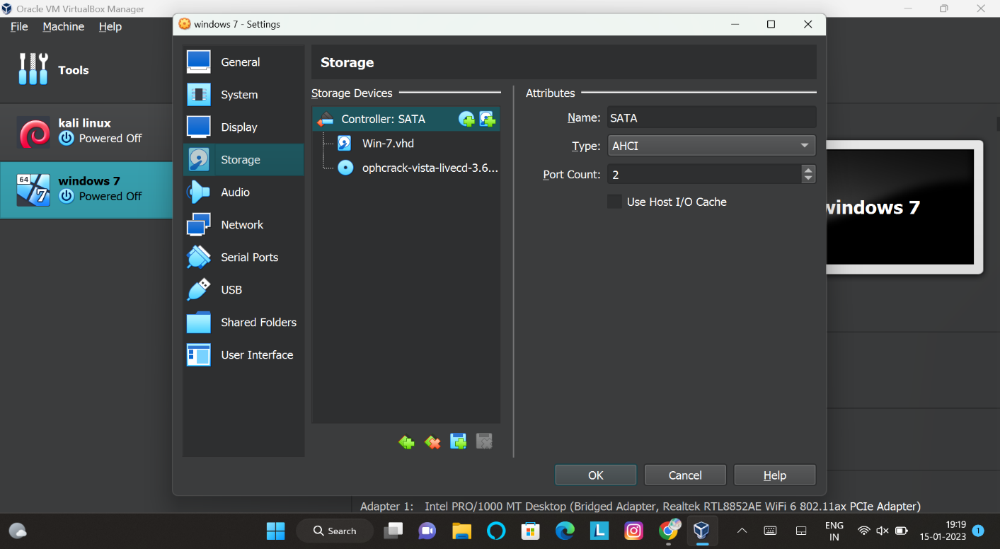 Oracle VM VirtualBox Manager
File Machine Help
Tools
kali linux
Powered Off
64
7
windows 7
Powered Off
windows 7 - Settings
General
System
Display
Storage
Audio
Network
Serial Ports
USB
Shared Folders
User Interface
Storage
Storage Devices
Controller: SATA
Win-7.vhd
ophcrack-vista-livecd-3.6...
Attributes
Name: SATA
Type: AHCI
Port Count: 2
Use Host I/O Cache
OK Cancel Help
windows 7
Adapter 1: Intel PRO/1000 MT Desktop (Bridged Adapter, Realtek RTL8852AE WiFi 6 802.11ax PCIe Adapter)
Search
L
ENG
IN
19:19
15-01-2023
1